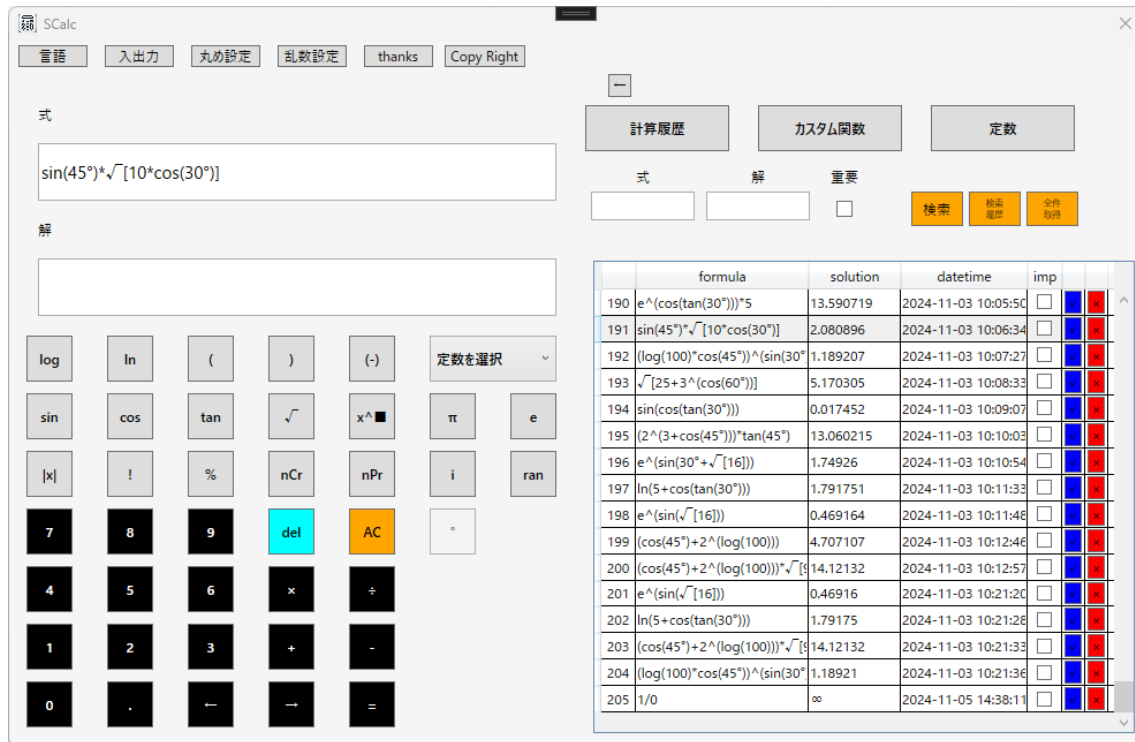 SCalc
言語 入出力 丸め設定 乱数設定 thanks Copy Right
←
計算履歴 カスタム関数 定数
式
sin(45°)*√‾[10*cos(30°)]
解
式 解 重要
検索 検索履歴 全件取得
log ln ( ) (-) 定数を選択
sin cos tan √‾ x^■ π e
|x| ! % nCr nPr i ran
7 8 9 del AC °
4 5 6 × ÷
1 2 3 + -
0 . ← → =
formula solution datetime imp
190 e^(cos(tan(30°)))*5 13.590719 2024-11-03 10:05:50
191 sin(45°)*√‾[10*cos(30°)] 2.080896 2024-11-03 10:06:34
192 (log(100)*cos(45°))^(sin(30° 1.189207 2024-11-03 10:07:27
193 √‾[25+3^(cos(60°))] 5.170305 2024-11-03 10:08:33
194 sin(cos(tan(30°))) 0.017452 2024-11-03 10:09:07
195 (2^(3+cos(45°)))*tan(45°) 13.060215 2024-11-03 10:10:03
196 e^(sin(30°+√‾[16])) 1.74926 2024-11-03 10:10:54
197 ln(5+cos(tan(30°))) 1.791751 2024-11-03 10:11:33
198 e^(sin(√‾[16])) 0.469164 2024-11-03 10:11:48
199 (cos(45°)+2^(log(100))) 4.707107 2024-11-03 10:12:46
200 (cos(45°)+2^(log(100)))*√‾[9 14.12132 2024-11-03 10:12:57
201 e^(sin(√‾[16])) 0.46916 2024-11-03 10:21:20
202 ln(5+cos(tan(30°))) 1.79175 2024-11-03 10:21:28
203 (cos(45°)+2^(log(100)))*√‾[9 14.12132 2024-11-03 10:21:33
204 (log(100)*cos(45°))^(sin(30° 1.18921 2024-11-03 10:21:36
205 1/0 ∞ 2024-11-05 14:38:11